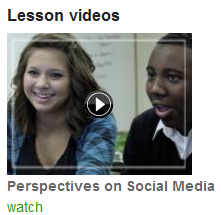 Lesson videos
Perspectives on Social Media
watch